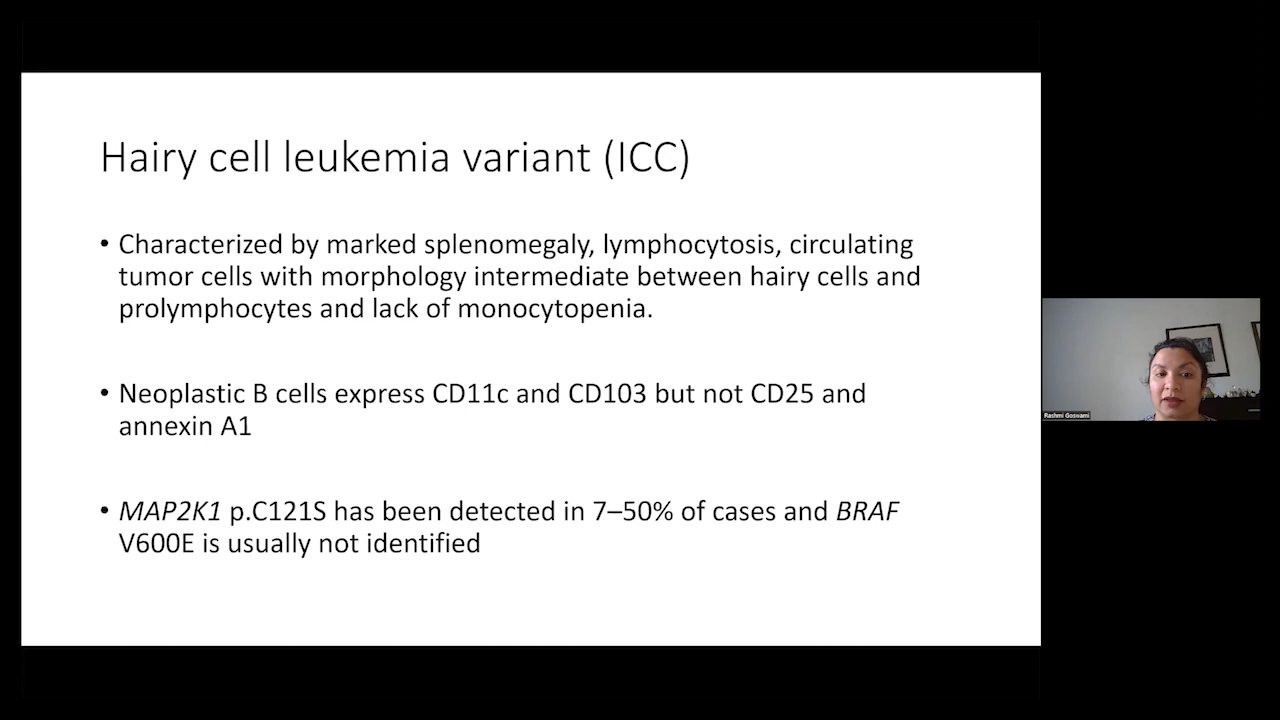 Hairy cell leukemia variant (ICC)
• Characterized by marked splenomegaly, lymphocytosis, circulating
tumor cells with morphology intermediate between hairy cells and
prolymphocytes and lack of monocytopenia.
• Neoplastic B cells express CD11c and CD103 but not CD25 and
annexin A1
• MAP2K1 p.C121S has been detected in 7–50% of cases and BRAF
V600E is usually not identified
Rashmi Goswami